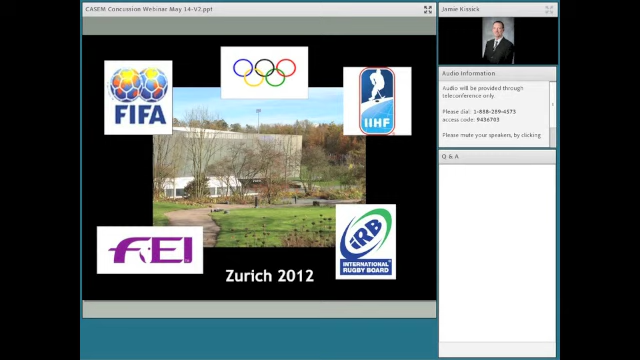 CASEM Concussion Webinar May 14-V2.ppt
FIFA
IIHF
FEI
iRB
INTERNATIONAL
RUGBY BOARD
Zurich 2012
Jamie Kissick
Audio Information
Audio will be provided through
teleconference only.
Please dial: 1-888-289-4573
access code: 9436703
Please mute your speakers, by clicking
Q & A